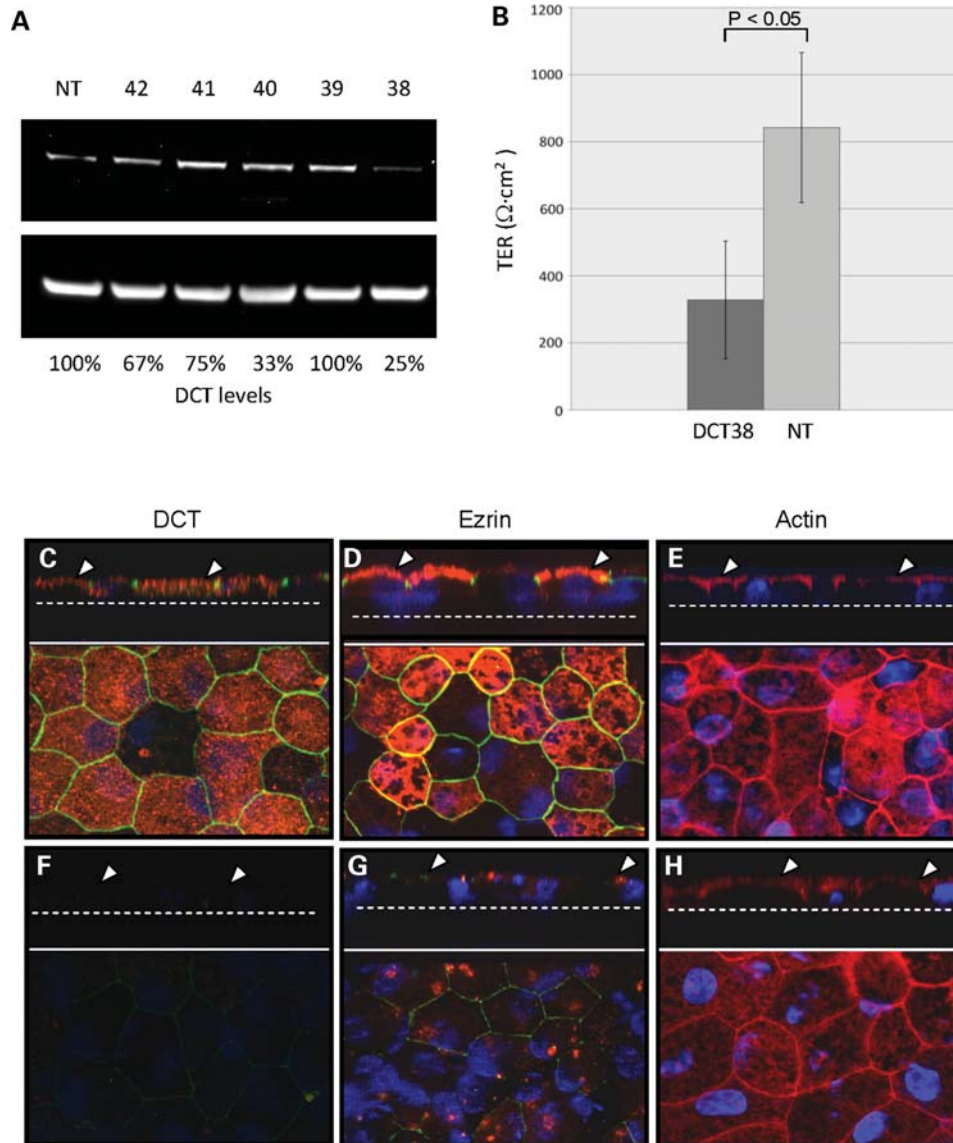 A
NT 42 41 40 39 38
100% 67% 75% 33% 100% 25%
DCT levels
B
P < 0.05
1200
1000
800
600
400
200
0
TER (Ω·cm²)
DCT38 NT
DCT Ezrin Actin
C D E
F G H